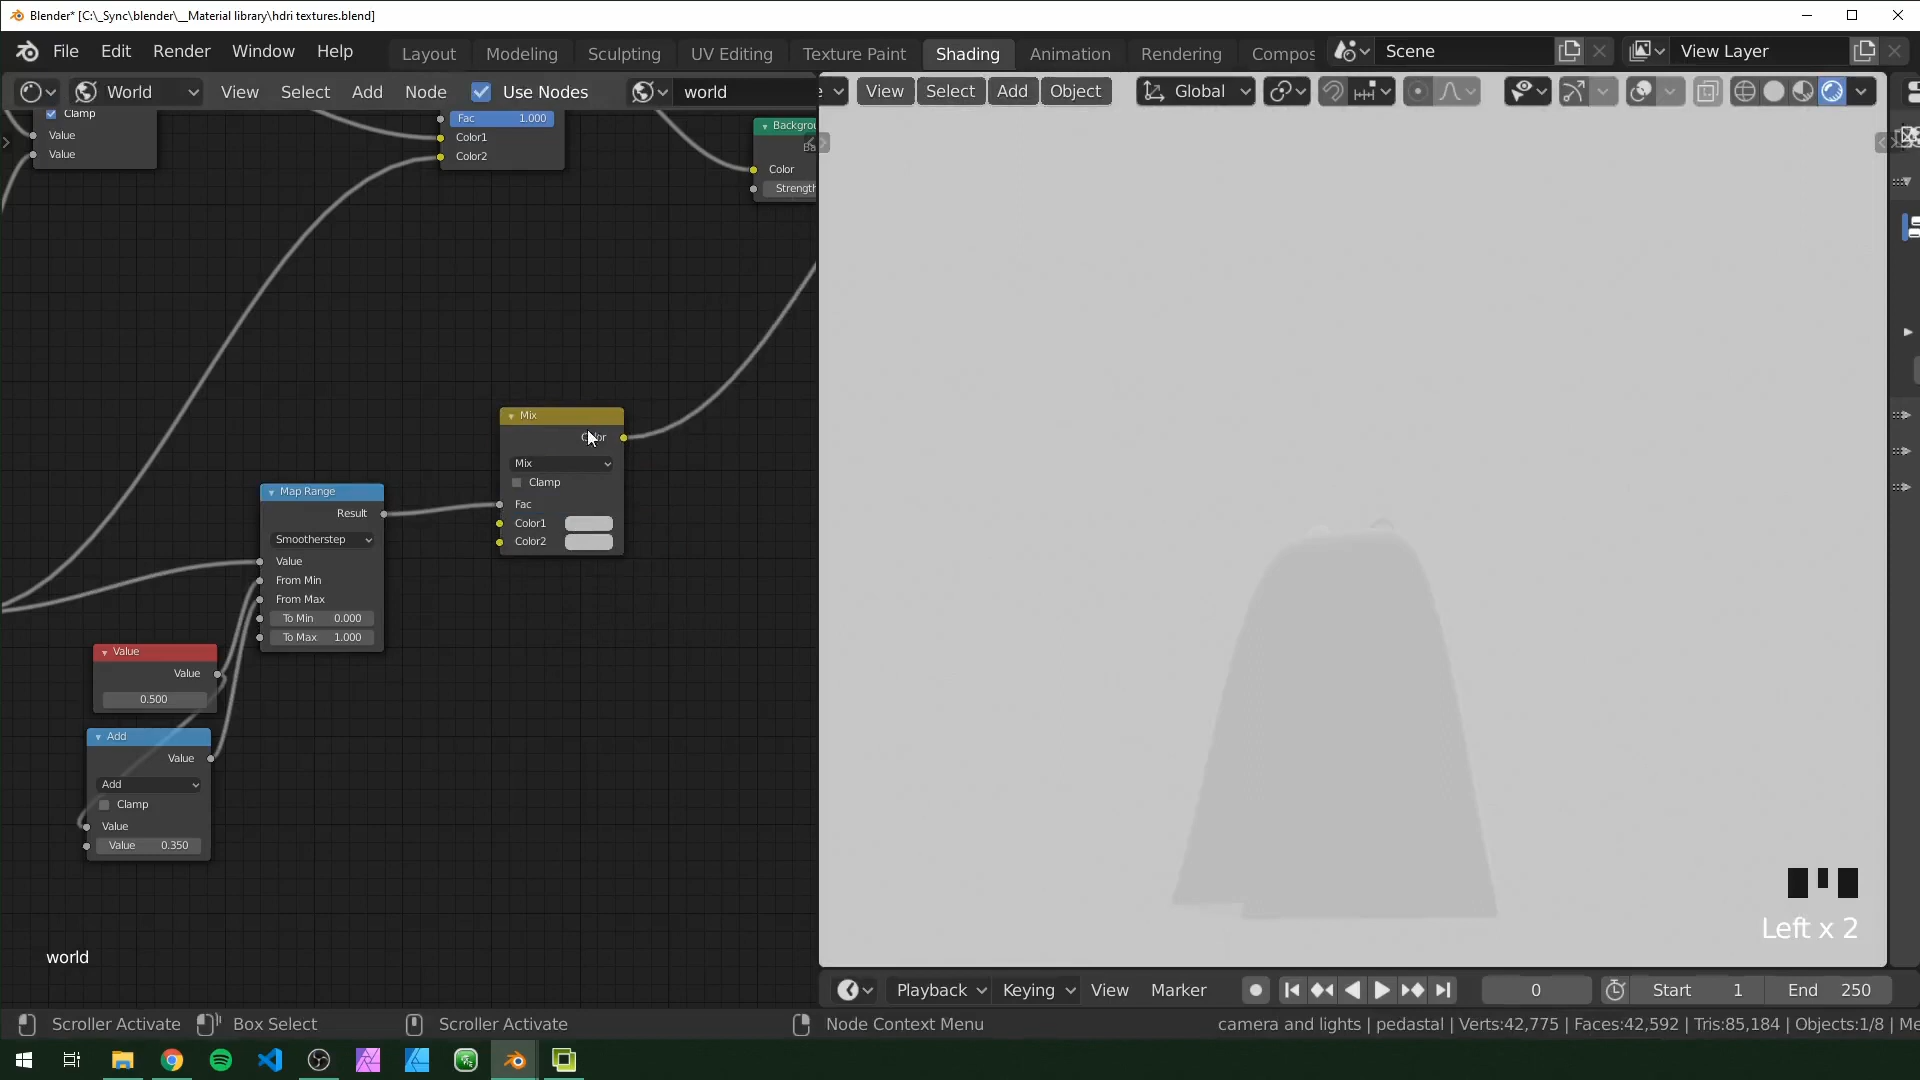 Blender* [C:\_Sync\blender\__Material library\hdri textures.blend]
File Edit Render Window Help
Layout Modeling Sculpting UV Editing Texture Paint Shading Animation Rendering Compos
Scene
View Layer
World View Select Add Node Use Nodes world
View Select Add Object Global
Clamp
Value
Value
Fac 1.000
Color1
Color2
Backgrou
Ba
Color
Strength
Mix
Color
Mix
Clamp
Fac
Color1
Color2
Map Range
Result
Smootherstep
Value
From Min
From Max
To Min 0.000
To Max 1.000
Value
Value
0.500
Add
Value
Add
Clamp
Value
Value 0.350
world
Left x 2
Playback Keying View Marker 0 Start 1 End 250
Scroller Activate Box Select Scroller Activate Node Context Menu
camera and lights | pedastal | Verts:42,775 | Faces:42,592 | Tris:85,184 | Objects:1/8 | Me